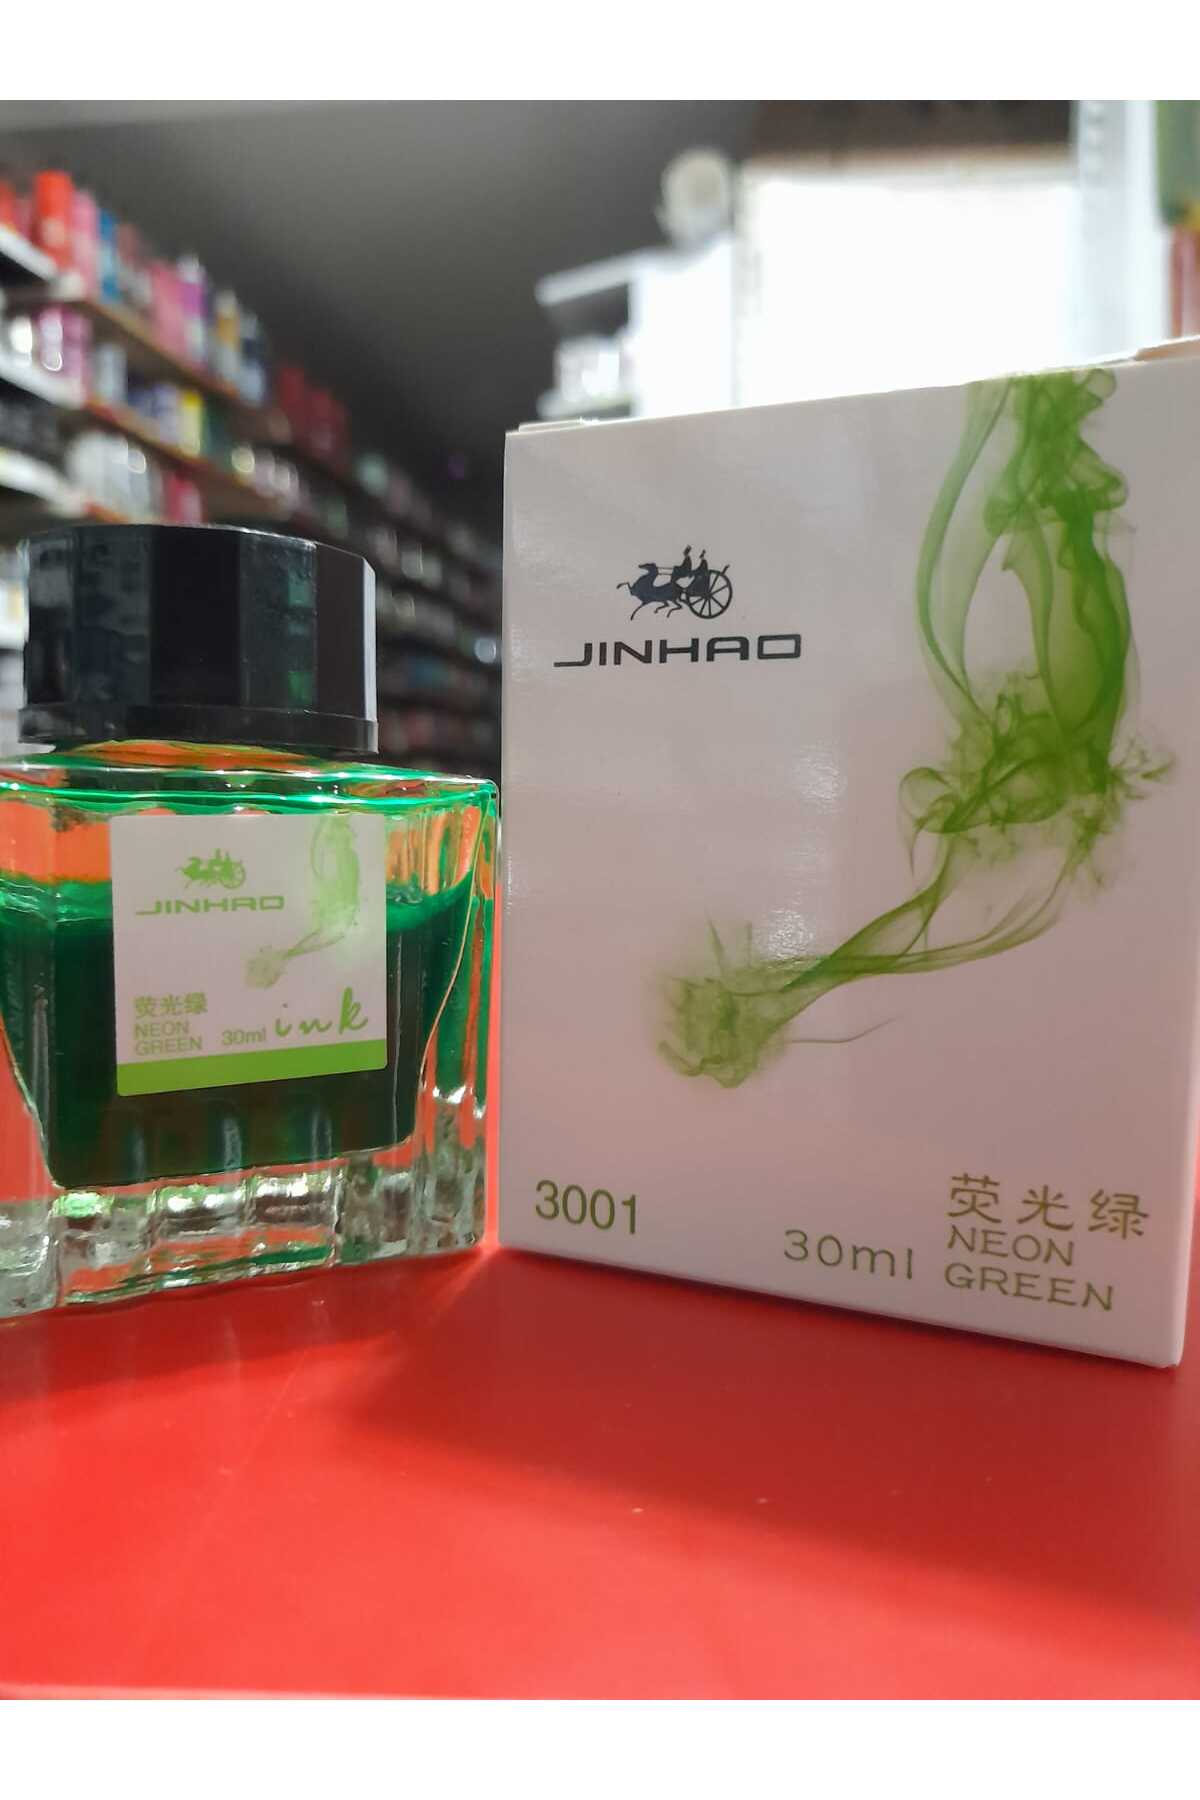 JINHAO
荧光绿
NEON
GREEN
30ml
ink
JINHAO
3001
30ml
荧光绿
NEON
GREEN